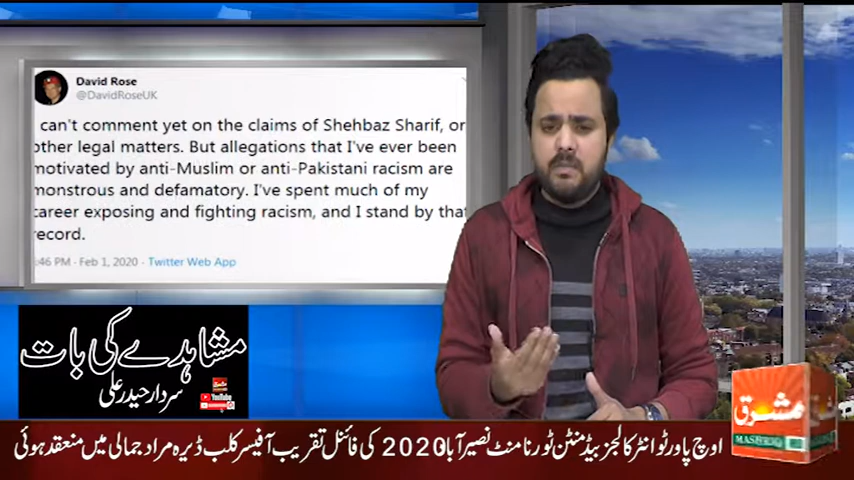 David Rose
@DavidRoseUK
can't comment yet on the claims of Shehbaz Sharif, or
other legal matters. But allegations that I've ever been
motivated by anti-Muslim or anti-Pakistani racism are
monstrous and defamatory. I've spent much of my
career exposing and fighting racism, and I stand by that
record.
:46 PM · Feb 1, 2020 · Twitter Web App
مشاہدے کی بات
سردار حیدر علی
YouTube
مشرق
MASHRIQ
اوچ پاور ٹو انٹر کالجز بیڈمنٹن ٹورنامنٹ نصیر آباد 2020 کی فائنل تقریب آفیسر کلب ڈیرہ مراد جمالی میں منعقد ہوئی